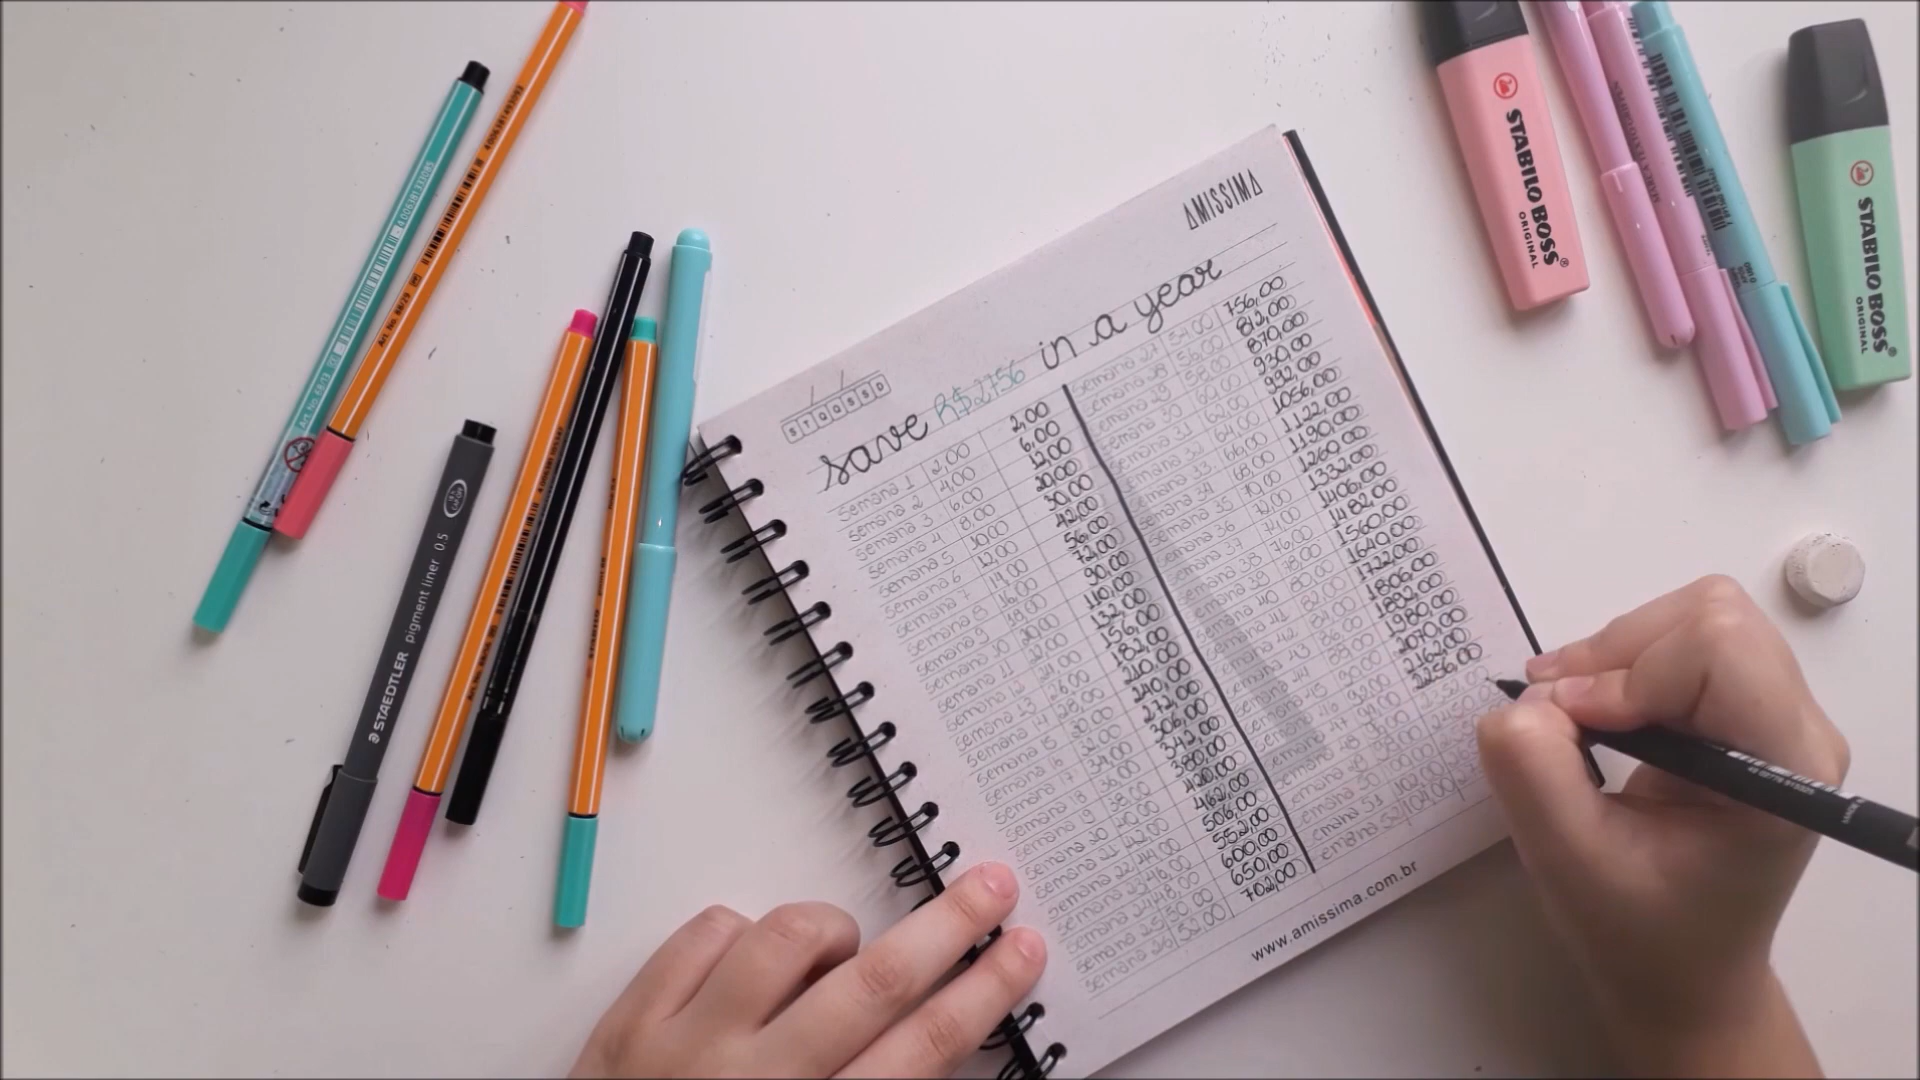 AMISSIMA
S T Q Q S S D
save R$2756 in a year
semana 1 2,00 2,00
semana 2 4,00 6,00
semana 3 6,00 12,00
semana 4 8,00 20,00
semana 5 10,00 30,00
semana 6 12,00 42,00
semana 7 14,00 56,00
semana 8 16,00 72,00
semana 9 18,00 90,00
semana 10 20,00 110,00
semana 11 22,00 132,00
semana 12 24,00 156,00
semana 13 26,00 182,00
semana 14 28,00 210,00
semana 15 30,00 240,00
semana 16 32,00 272,00
semana 17 34,00 306,00
semana 18 36,00 342,00
semana 19 38,00 380,00
semana 20 40,00 420,00
semana 21 42,00 462,00
semana 22 44,00 506,00
semana 23 46,00 552,00
semana 24 48,00 600,00
semana 25 50,00 650,00
semana 26 52,00 702,00
semana 27 54,00 756,00
semana 28 56,00 812,00
semana 29 58,00 870,00
semana 30 60,00 930,00
semana 31 62,00 992,00
semana 32 64,00 1056,00
semana 33 66,00 1122,00
semana 34 68,00 1190,00
semana 35 70,00 1260,00
semana 36 72,00 1332,00
semana 37 74,00 1406,00
semana 38 76,00 1482,00
semana 39 1560,00
semana 40 80,00 1640,00
semana 41 82,00 1722,00
semana 42 84,00 1806,00
semana 43 86,00 1892,00
semana 44 1980,00
semana 45 90,00 2070,00
semana 46 92,00 2162,00
47 2256,00
48
49
50
102,00
semana 52 104,00
www.amissima.com.br
STABILO BOSS
ORIGINAL
STABILO BOSS
ORIGINAL
STAEDTLER pigment liner 0.5
Art. No. 68/13
Art. No. 88/29